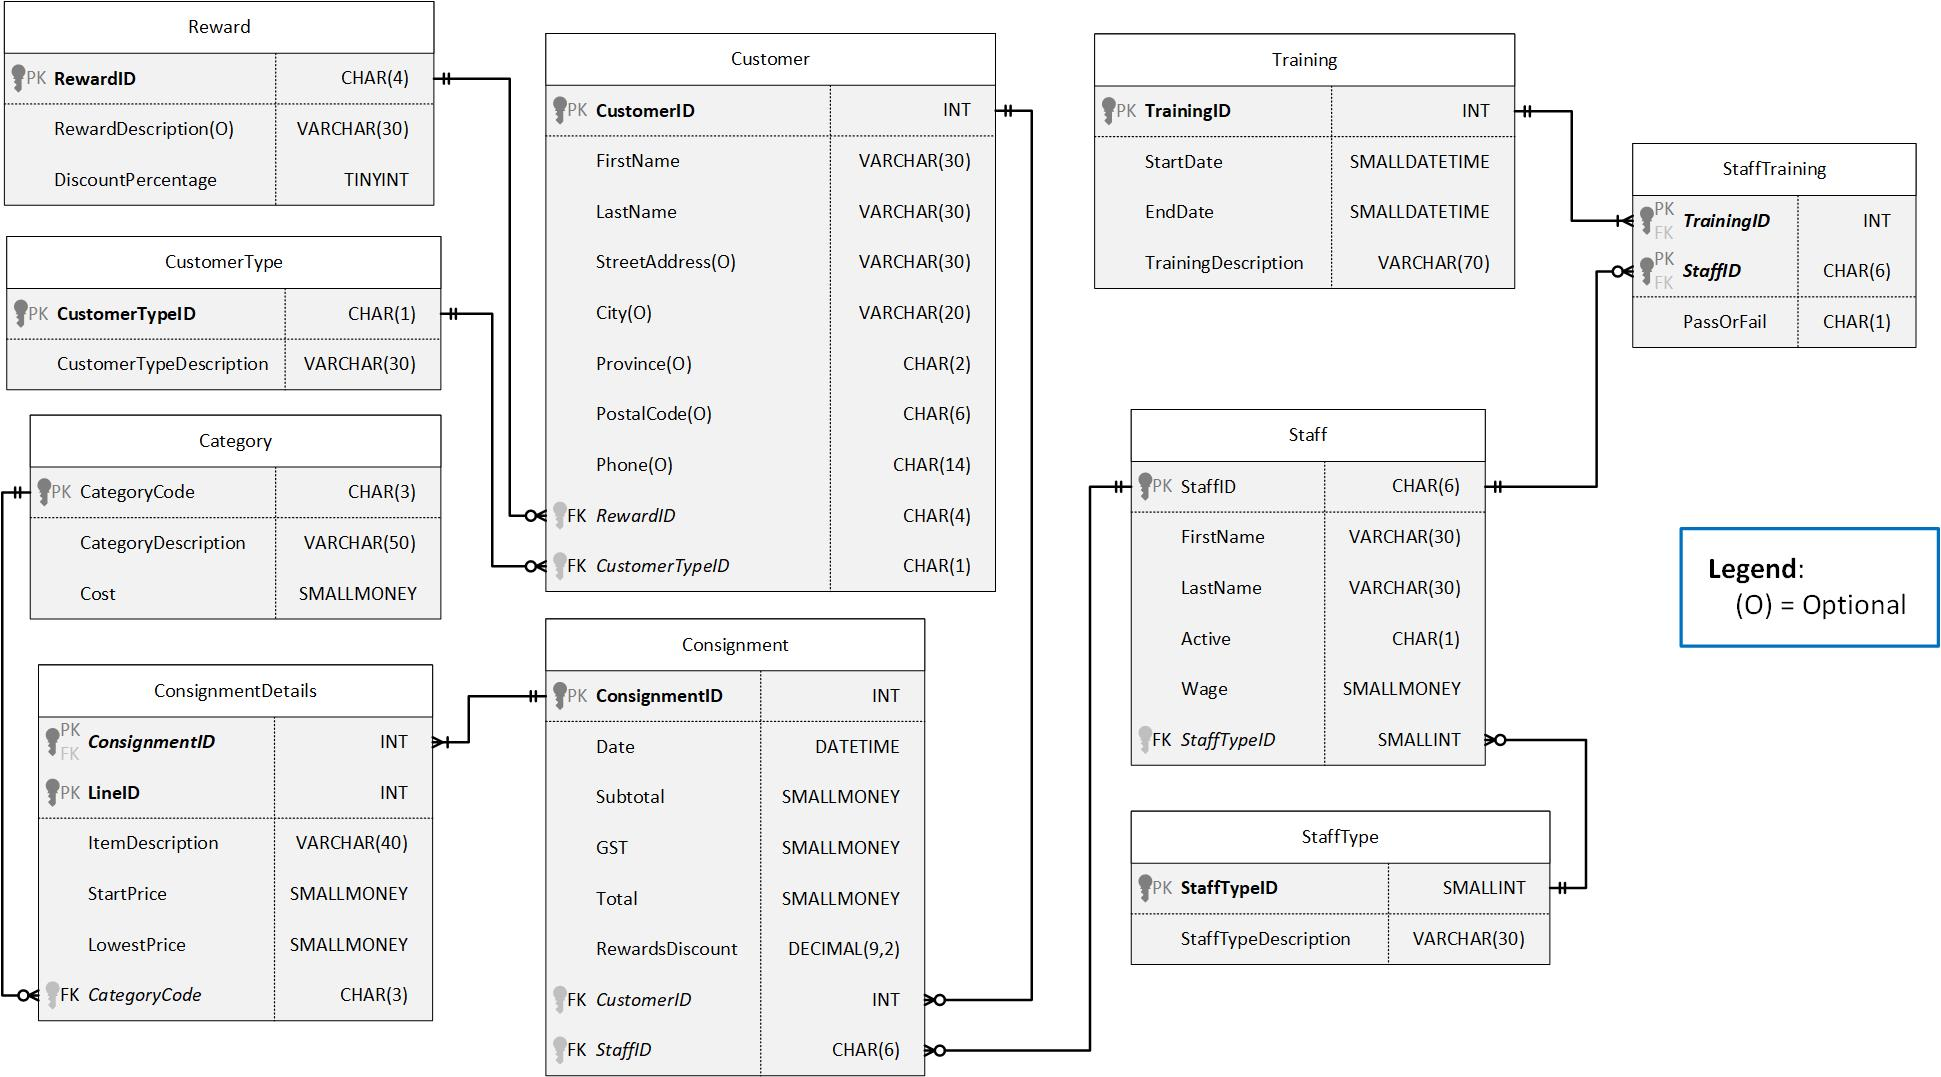 Reward
PK RewardID CHAR(4)
RewardDescription(O) VARCHAR(30)
DiscountPercentage TINYINT
CustomerType
PK CustomerTypeID CHAR(1)
CustomerTypeDescription VARCHAR(30)
Category
PK CategoryCode CHAR(3)
CategoryDescription VARCHAR(50)
Cost SMALLMONEY
ConsignmentDetails
PK
FK
ConsignmentID INT
PK LineID INT
ItemDescription VARCHAR(40)
StartPrice SMALLMONEY
LowestPrice SMALLMONEY
FK CategoryCode CHAR(3)
Customer
PK CustomerID INT
FirstName VARCHAR(30)
LastName VARCHAR(30)
StreetAddress(O) VARCHAR(30)
City(O) VARCHAR(20)
Province(O) CHAR(2)
PostalCode(O) CHAR(6)
Phone(O) CHAR(14)
FK RewardID CHAR(4)
FK CustomerTypeID CHAR(1)
Consignment
PK ConsignmentID INT
Date DATETIME
Subtotal SMALLMONEY
GST SMALLMONEY
Total SMALLMONEY
RewardsDiscount DECIMAL(9,2)
FK CustomerID INT
FK StaffID CHAR(6)
Training
PK TrainingID INT
StartDate SMALLDATETIME
EndDate SMALLDATETIME
TrainingDescription VARCHAR(70)
StaffTraining
PK
FK
TrainingID INT
PK
FK
StaffID CHAR(6)
PassOrFail CHAR(1)
Staff
PK StaffID CHAR(6)
FirstName VARCHAR(30)
LastName VARCHAR(30)
Active CHAR(1)
Wage SMALLMONEY
FK StaffTypeID SMALLINT
StaffType
PK StaffTypeID SMALLINT
StaffTypeDescription VARCHAR(30)
Legend:
(O) = Optional